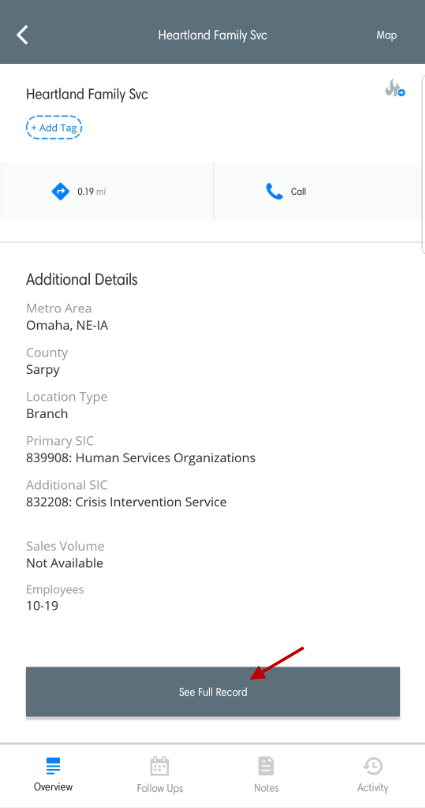 Heartland Family Svc
Map
Heartland Family Svc
+ Add Tag
0.19 mi
Call
Additional Details
Metro Area
Omaha, NE-IA
County
Sarpy
Location Type
Branch
Primary SIC
839908: Human Services Organizations
Additional SIC
832208: Crisis Intervention Service
Sales Volume
Not Available
Employees
10-19
See Full Record
Overview
Follow Ups
Notes
Activity